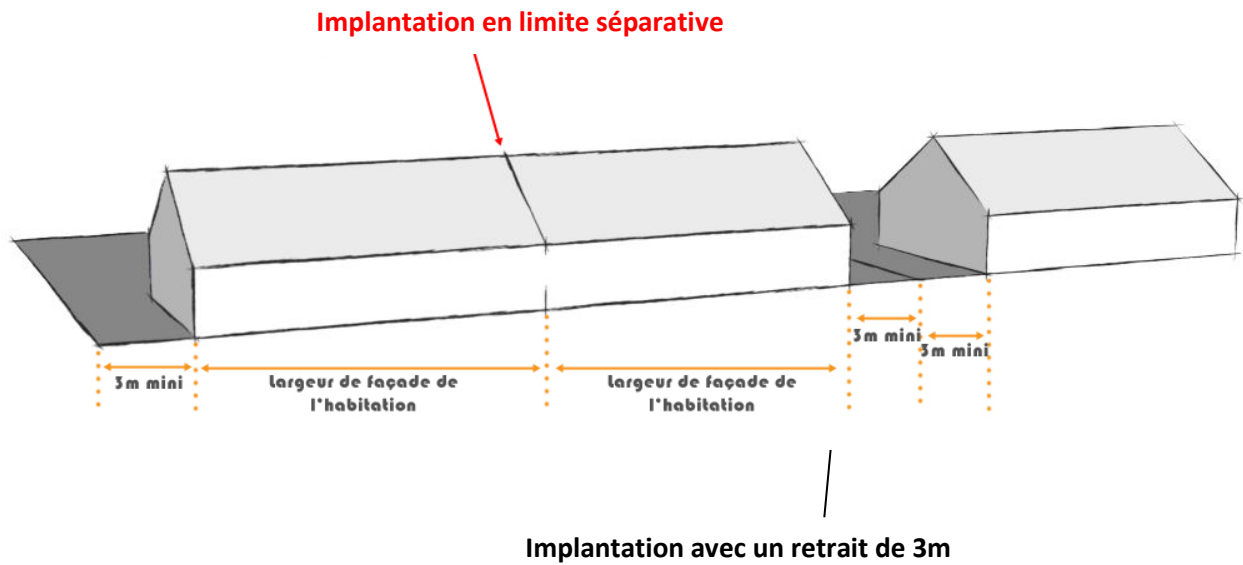 Implantation en limite séparative
3m mini
3m mini
3m mini
largeur de façade de
l'habitation
largeur de façade de
l'habitation
Implantation avec un retrait de 3m